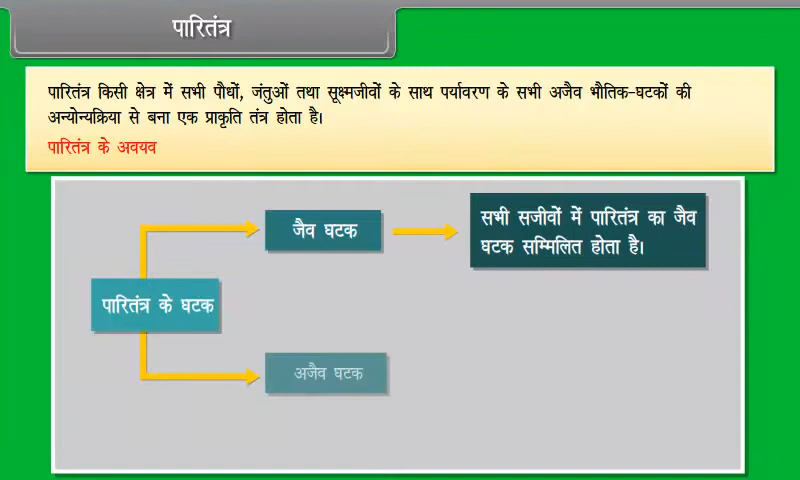 पारितंत्र
पारितंत्र किसी क्षेत्र में सभी पौधों, जंतुओं तथा सूक्ष्मजीवों के साथ पर्यावरण के सभी अजैव भौतिक-घटकों की
अन्योन्यक्रिया से बना एक प्राकृति तंत्र होता है।
पारितंत्र के अवयव
जैव घटक
सभी सजीवों में पारितंत्र का जैव
घटक सम्मिलित होता है।
पारितंत्र के घटक
अजैव घटक